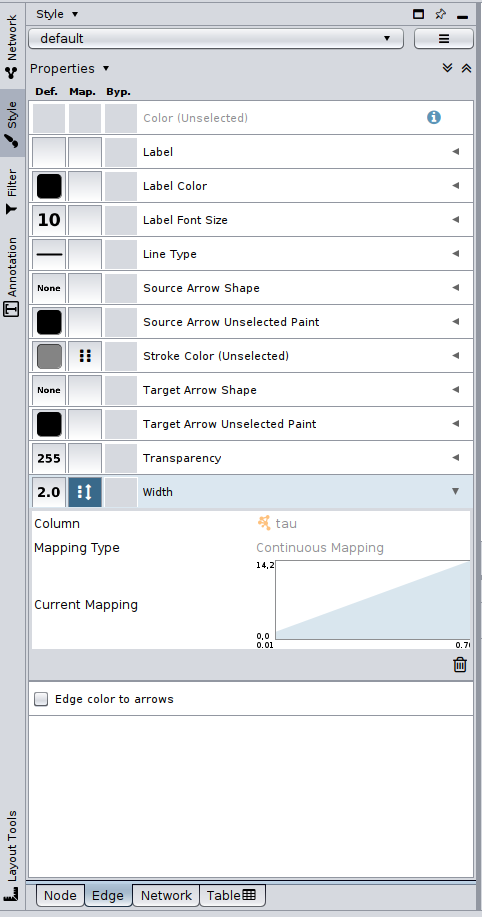 Style
default
Properties
Def. Map. Byp.
Color (Unselected)
Label
Label Color
10 Label Font Size
Line Type
None Source Arrow Shape
Source Arrow Unselected Paint
Stroke Color (Unselected)
None Target Arrow Shape
Target Arrow Unselected Paint
255 Transparency
2.0 Width
Column tau
Mapping Type Continuous Mapping
14,2
Current Mapping
0,0
0.01
Edge color to arrows
Node Edge Network Table
Network
Style
Filter
T Annotation
Layout Tools